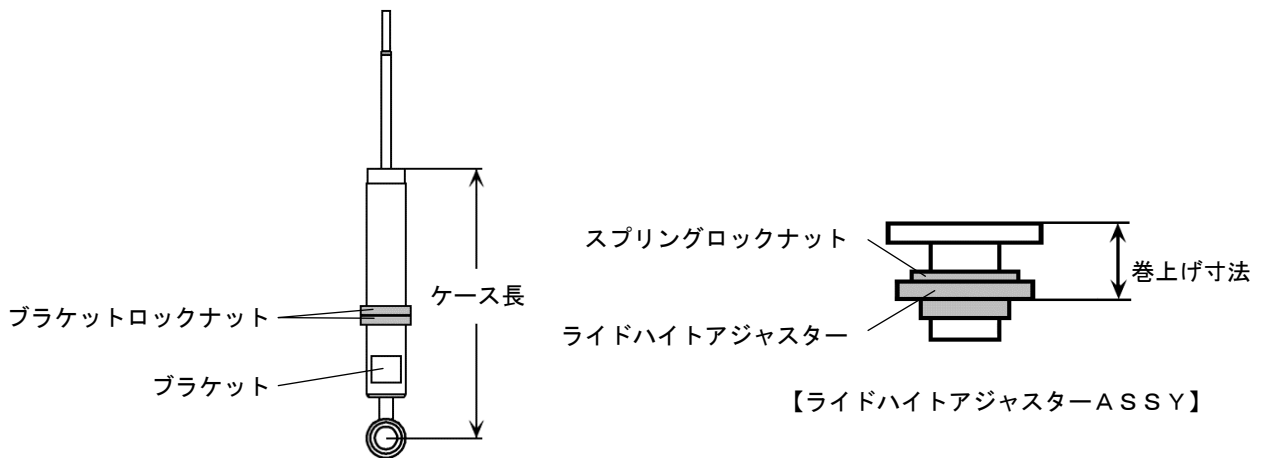 ケース長
ブラケットロックナット
ブラケット
スプリングロックナット
巻上げ寸法
ライドハイトアジャスター
【ライドハイトアジャスターＡＳＳＹ】